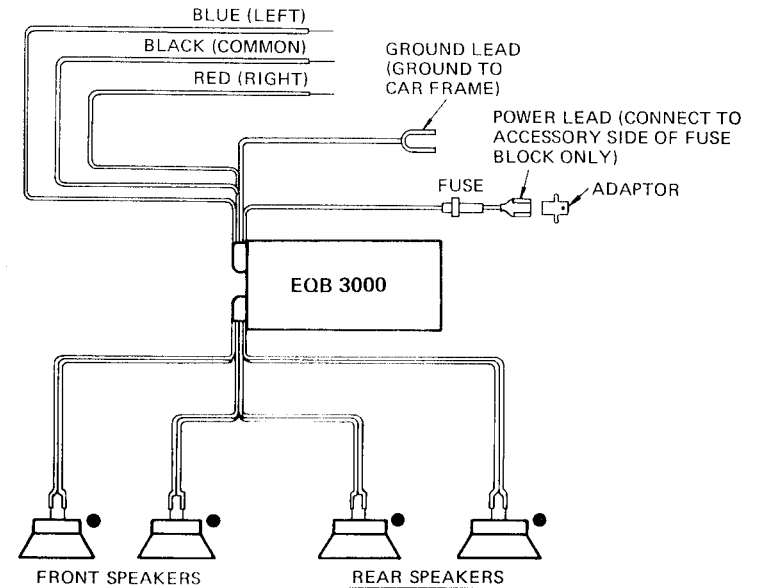 BLUE (LEFT)
BLACK (COMMON)
RED (RIGHT)
GROUND LEAD
(GROUND TO
CAR FRAME)
POWER LEAD (CONNECT TO
ACCESSORY SIDE OF FUSE
BLOCK ONLY)
FUSE
ADAPTOR
EQB 3000
FRONT SPEAKERS
REAR SPEAKERS